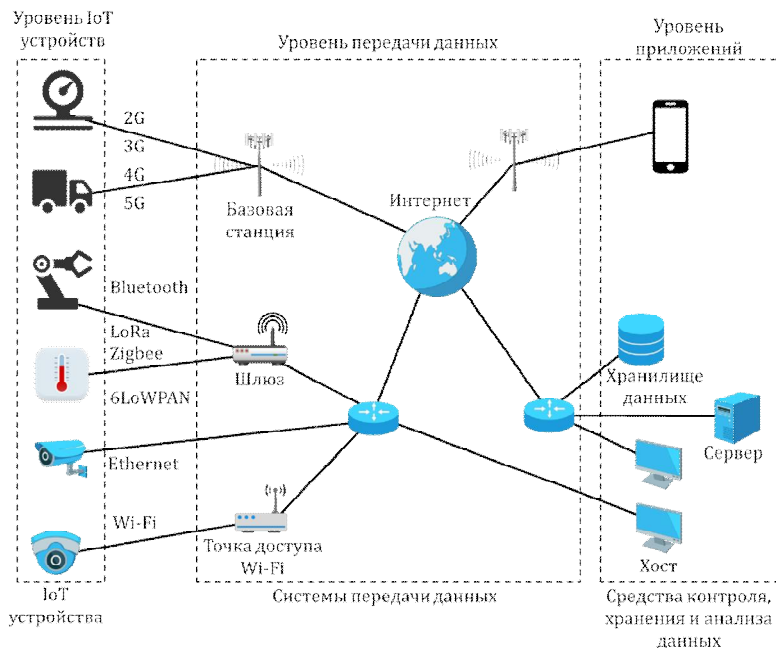 Уровень IoT
устройств
Уровень передачи данных
Уровень
приложений
2G
3G
4G
5G
Базовая
станция
Интернет
Bluetooth
LoRa
Zigbee
6LoWPAN
Шлюз
Хранилище
данных
Сервер
Ethernet
Wi-Fi
Точка доступа
Wi-Fi
Хост
IoT
устройства
Системы передачи данных
Средства контроля,
хранения и анализа
данных